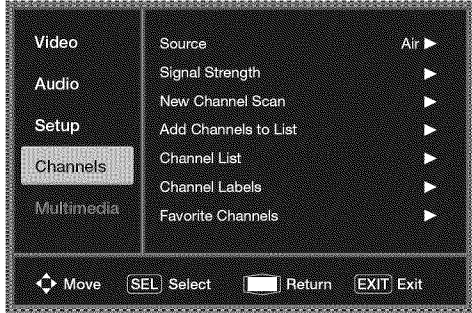 Video
Audio
Setup
Channels
Multimedia
Source Air
Signal Strength
New Channel Scan
Add Channels to List
Channel List
Channel Labels
Favorite Channels
Move SEL Select Return EXIT Exit